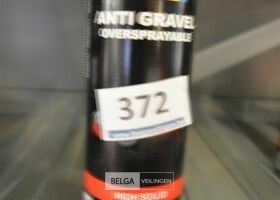 ANTI GRAVEL
OVERSPRAYABLE
372
BELGA VEILINGEN
HIGH SOLID